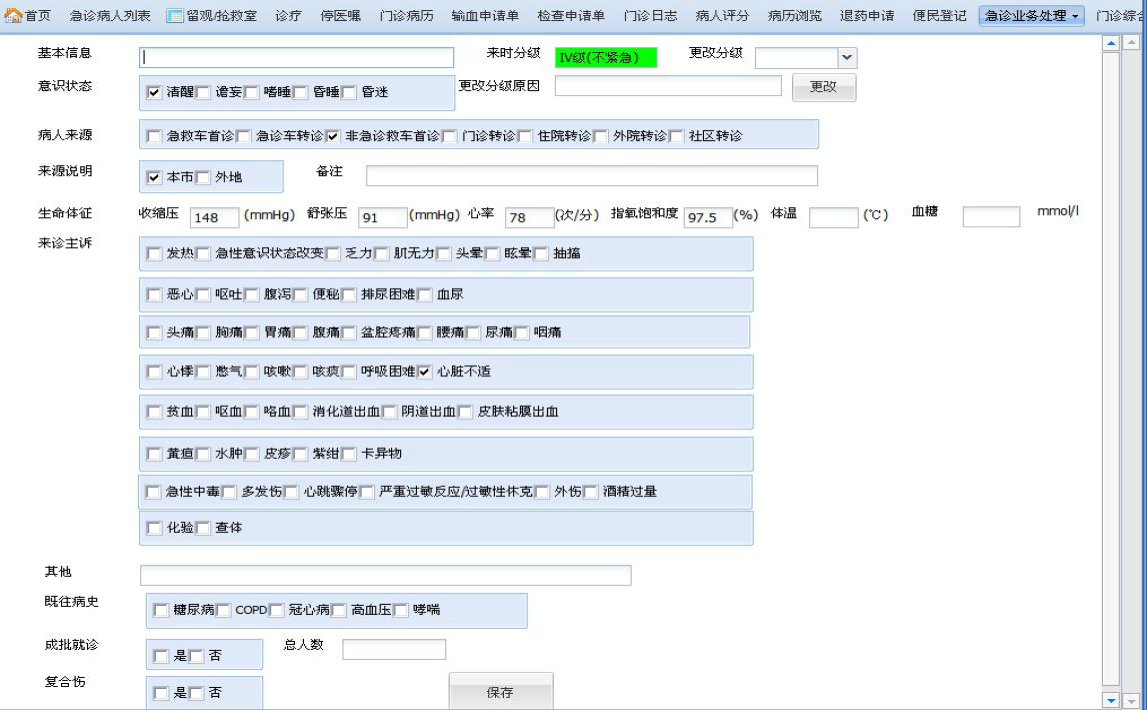 首页 急诊病人列表 留观/抢救室 诊疗 停医嘱 门诊病历 输血申请单 检查申请单 门诊日志 病人评分 病历浏览 退药申请 便民登记 急诊业务处理 门诊综合
基本信息 来时分级 IV级(不紧急) 更改分级
意识状态 清醒 谵妄 嗜睡 昏睡 昏迷 更改分级原因 更改
病人来源 急救车首诊 急诊车转诊 非急诊救车首诊 门诊转诊 住院转诊 外院转诊 社区转诊
来源说明 本市 外地 备注
生命体征 收缩压 148 (mmHg) 舒张压 91 (mmHg) 心率 78 (次/分) 指氧饱和度 97.5 (%) 体温 (℃) 血糖 mmol/l
来诊主诉 发热 急性意识状态改变 乏力 肌无力 头晕 眩晕 抽搐
恶心 呕吐 腹泻 便秘 排尿困难 血尿
头痛 胸痛 胃痛 腹痛 盆腔疼痛 腰痛 尿痛 咽痛
心悸 憋气 咳嗽 咳痰 呼吸困难 心脏不适
贫血 呕血 咯血 消化道出血 阴道出血 皮肤粘膜出血
黄疸 水肿 皮疹 紫绀 卡异物
急性中毒 多发伤 心跳骤停 严重过敏反应/过敏性休克 外伤 酒精过量
化验 查体
其他
既往病史 糖尿病 COPD 冠心病 高血压 哮喘
成批就诊 是 否 总人数
复合伤 是 否 保存